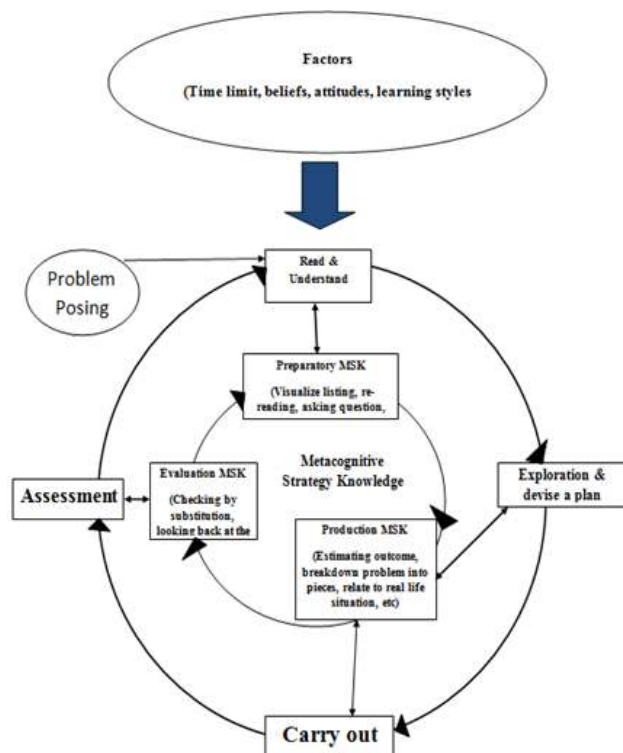 Factors
(Time limit, beliefs, attitudes, learning styles
Problem
Posing
Read &
Understand
Preparatory MSK
(Visualize listing, re-
reading, asking question,
Metacognitive
Strategy Knowledge
Evaluation MSK
(Checking by
substitution,
looking back at the
Assessment
Exploration &
devise a plan
Production MSK
(Estimating outcome,
breakdown problem into
pieces, relate to real life
situation, etc)
Carry out